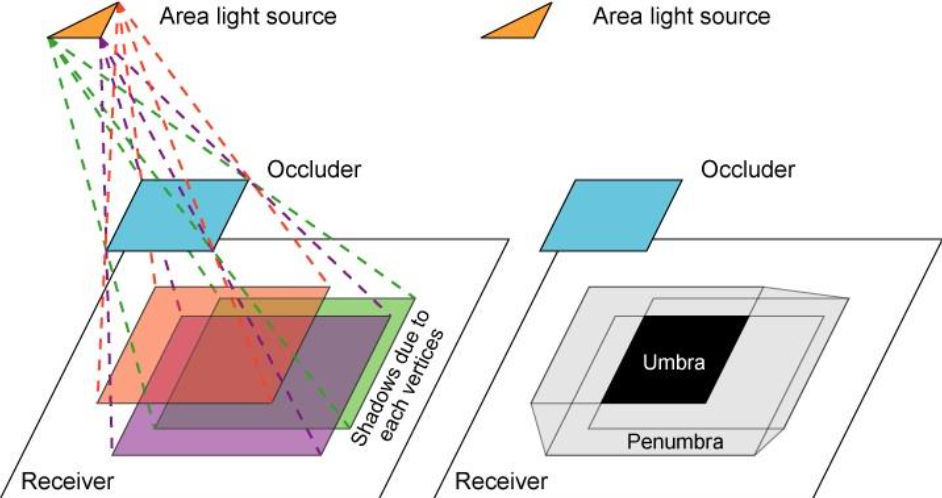 Area light source
Occluder
Shadows due to
each vertices
Receiver
Area light source
Occluder
Umbra
Penumbra
Receiver